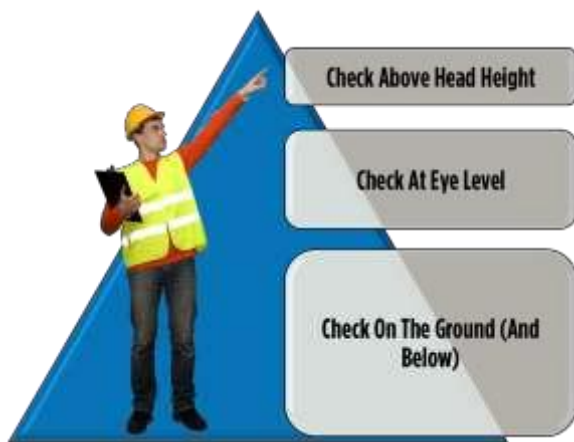 Check Above Head Height
Check At Eye Level
Check On The Ground (And
Below)